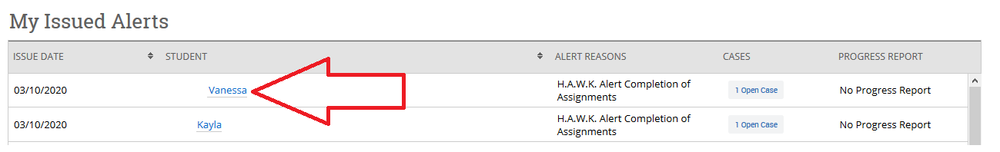 My Issued Alerts
ISSUE DATE STUDENT ALERT REASONS CASES PROGRESS REPORT
03/10/2020 Vanessa H.A.W.K. Alert Completion of Assignments 1 Open Case No Progress Report
03/10/2020 Kayla H.A.W.K. Alert Completion of Assignments 1 Open Case No Progress Report